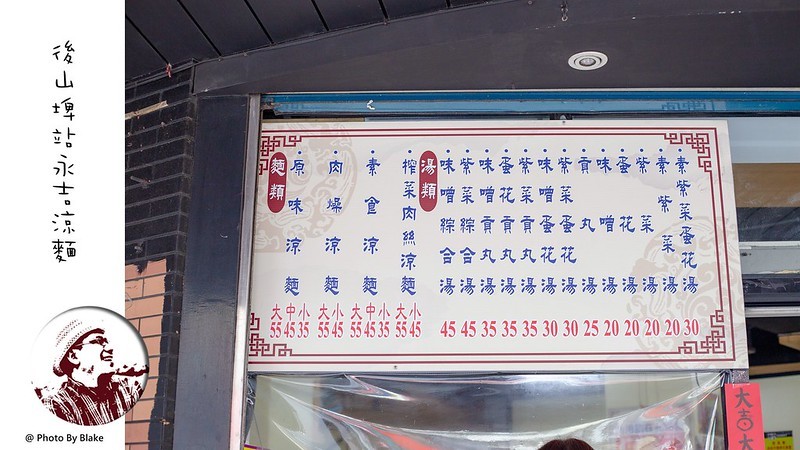 後山埤站永吉涼麵
@ Photo By Blake
麵類
原味涼麵
大 中 小
55 45 35
肉燥涼麵
大 小
55 45
素食涼麵
大 中 小
55 45 35
榨菜肉絲涼麵
大 小
55 45
湯類
味噌綜合湯
45
紫菜綜合湯
45
味噌貢丸湯
35
蛋花貢丸湯
35
紫菜貢丸湯
35
味噌蛋花湯
30
紫菜蛋花湯
30
貢丸湯
25
味噌湯
20
蛋花湯
20
紫菜湯
20
素紫菜湯
20
素紫菜蛋花湯
30
大吉大